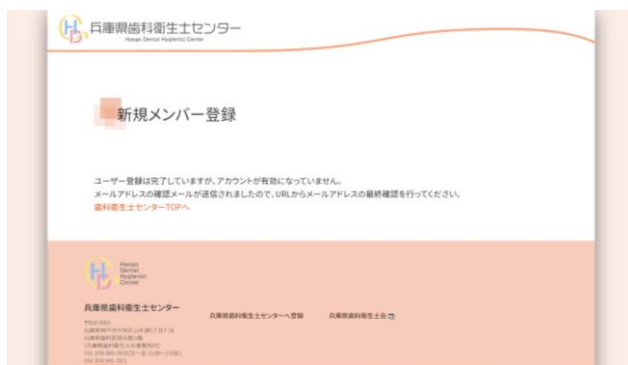 兵庫県歯科衛生士センター
Hyogo Dental Hygienist Center
新規メンバー登録
ユーザー登録は完了していますが、アカウントが有効になっていません。
メールアドレスの確認メールが送信されましたので、URLからメールアドレスの最終確認を行ってください。
歯科衛生士センターTOPへ
Hyogo
Dental
Hygienist
Center
兵庫県歯科衛生士センター
兵庫県歯科衛生士センターへ登録
兵庫県歯科衛生士会